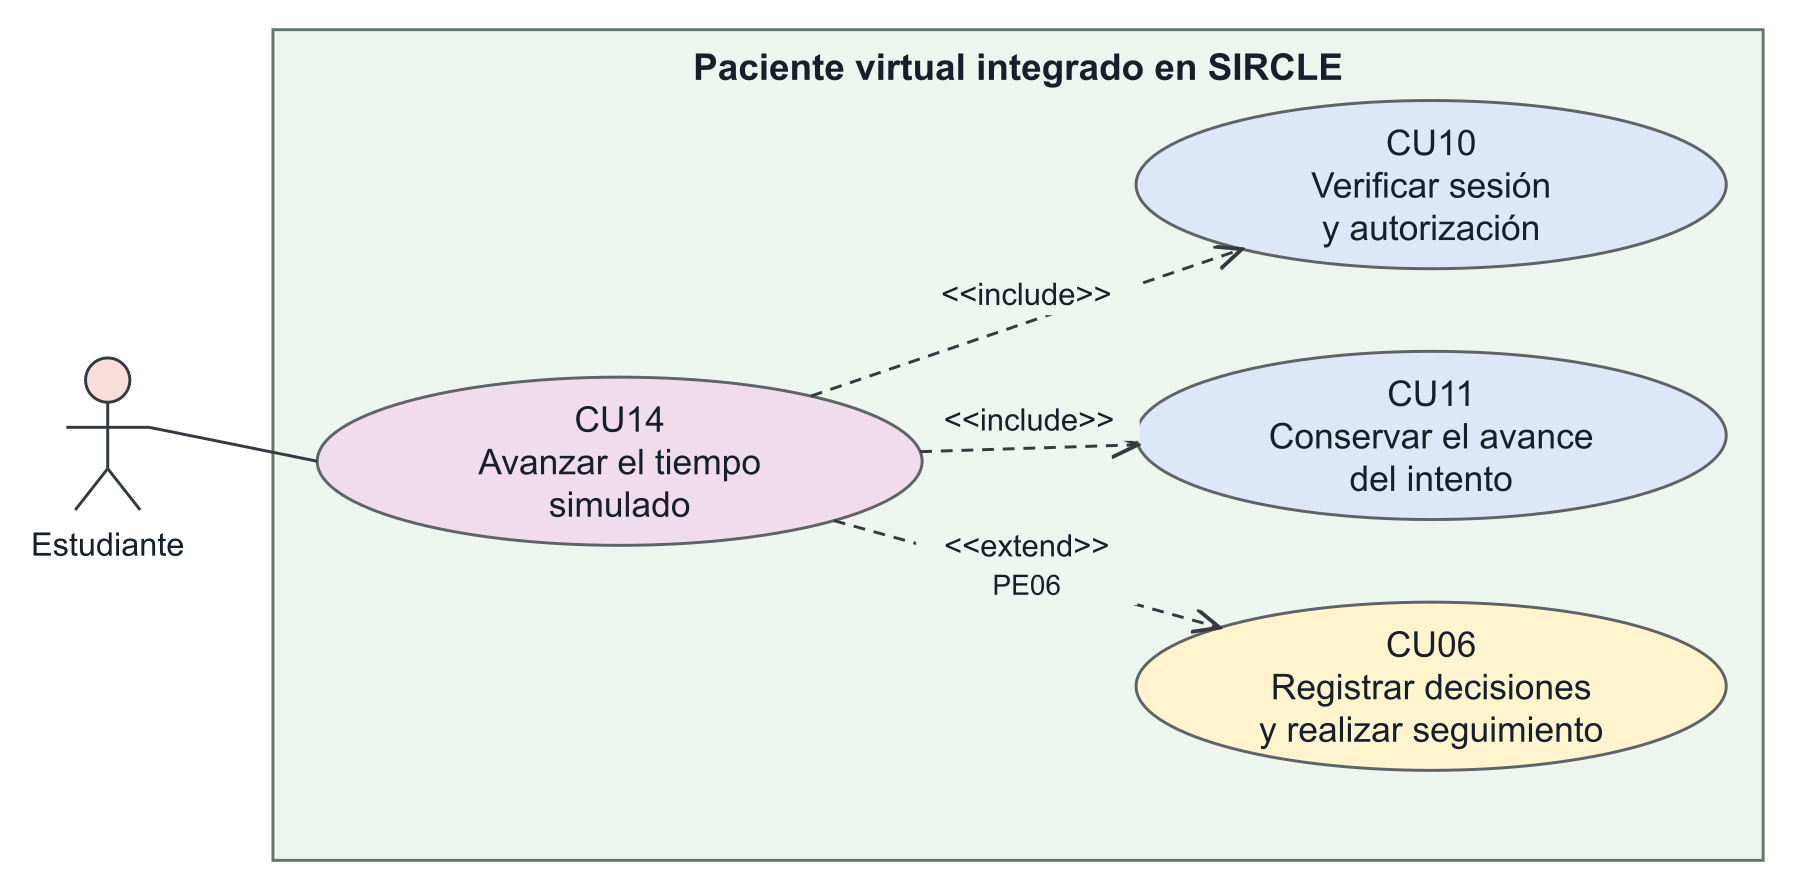 Paciente virtual integrado en SIRCLE
CU10
Verificar sesión
y autorización
<<include>>
CU11
Conservar el avance
del intento
<<include>>
CU14
Avanzar el tiempo
simulado
Estudiante
<<extend>>
PE06
CU06
Registrar decisiones
y realizar seguimiento